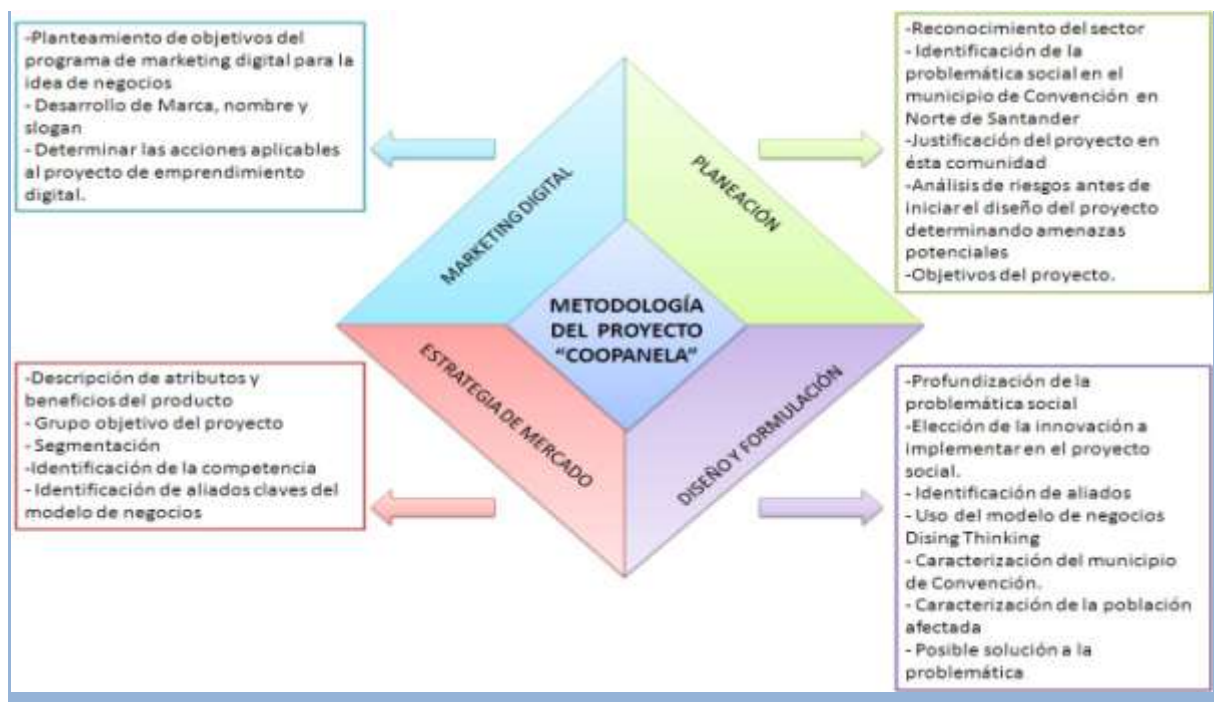 -Planteamiento de objetivos del
programa de marketing digital para la
idea de negocios
- Desarrollo de Marca, nombre y
slogan
- Determinar las acciones aplicables
al proyecto de emprendimiento
digital.
-Reconocimiento del sector
- Identificación de la
problemática social en el
municipio de Convención en
Norte de Santander
-Justificación del proyecto en
ésta comunidad
-Análisis de riesgos antes de
iniciar el diseño del proyecto
determinando amenazas
potenciales
-Objetivos del proyecto.
MARKETING DIGITAL
PLANEACIÓN
METODOLOGÍA
DEL PROYECTO
“COOPANELA”
ESTRATEGIA DE MERCADO
DISEÑO Y FORMULACIÓN
-Descripción de atributos y
beneficios del producto
- Grupo objetivo del proyecto
- Segmentación
-Identificación de la competencia
- Identificación de aliados claves del
modelo de negocios
-Profundización de la
problemática social
-Elección de la innovación a
implementar en el proyecto
social.
- Identificación de aliados
- Uso del modelo de negocios
Dising Thinking
- Caracterización del municipio
de Convención.
- Caracterización de la población
afectada
- Posible solución a la
problemática